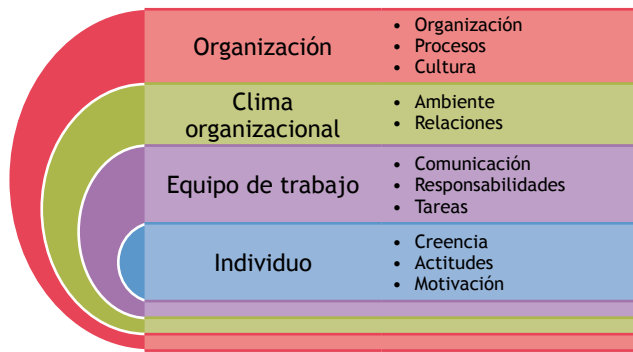 Organización
• Organización
• Procesos
• Cultura
Clima
organizacional
• Ambiente
• Relaciones
Equipo de trabajo
• Comunicación
• Responsabilidades
• Tareas
Individuo
• Creencia
• Actitudes
• Motivación